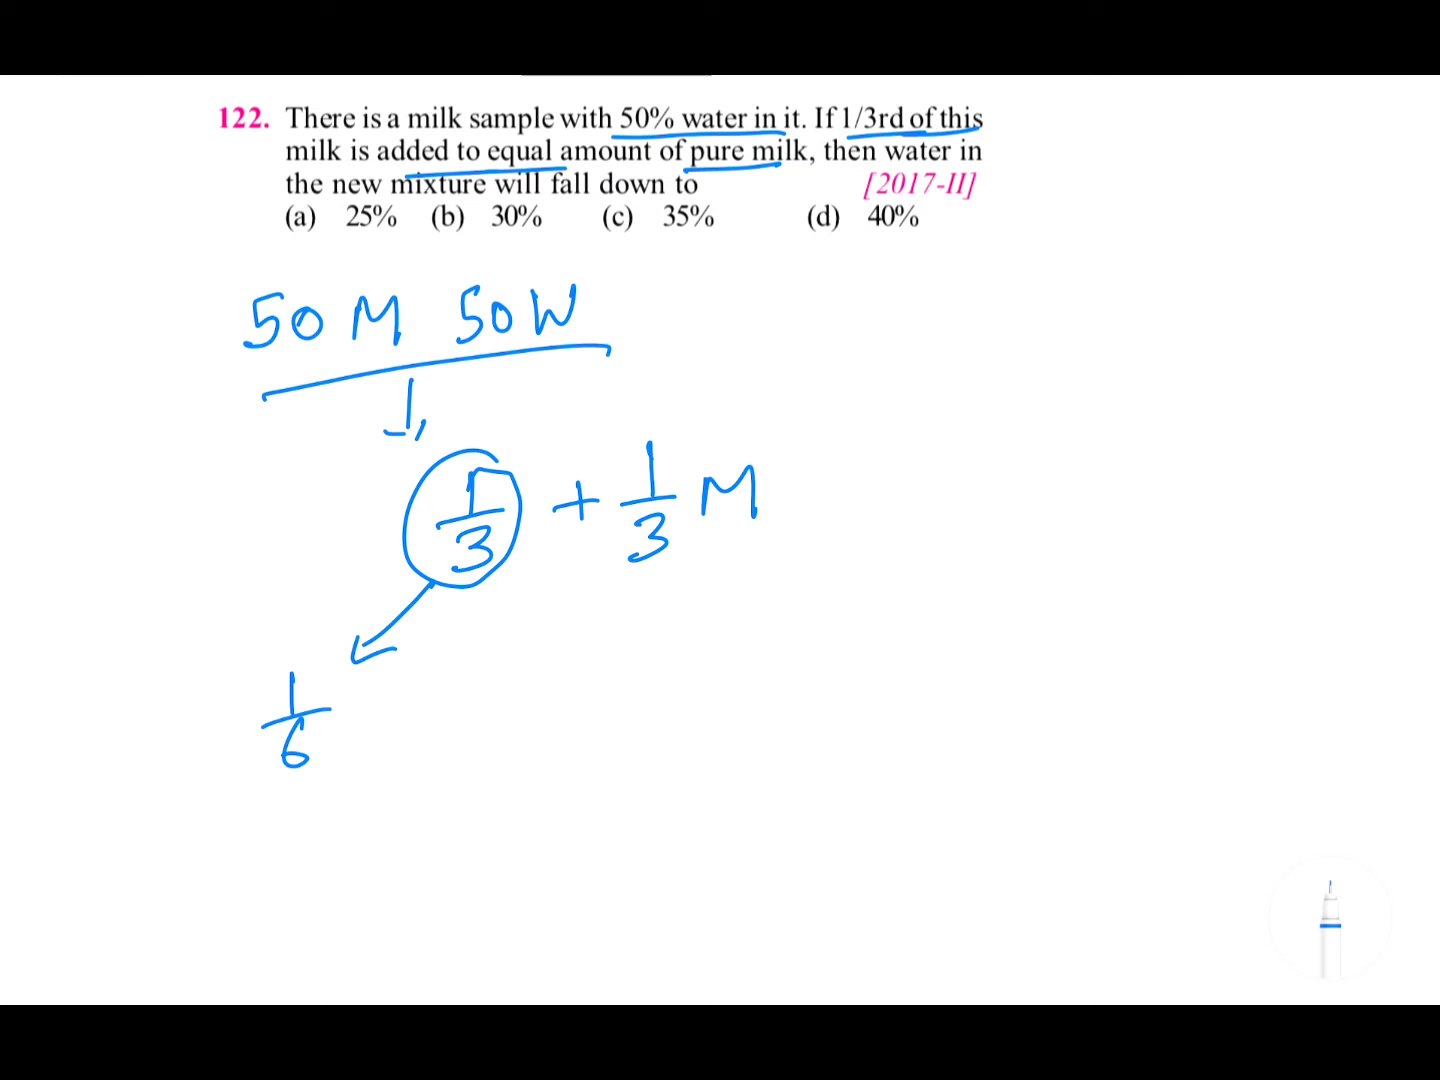 122. There is a milk sample with 50% water in it. If 1/3rd of this
milk is added to equal amount of pure milk, then water in
the new mixture will fall down to [2017-II]
(a) 25% (b) 30% (c) 35% (d) 40%
50 M 50 W
1/3 + 1/3 M
1/6